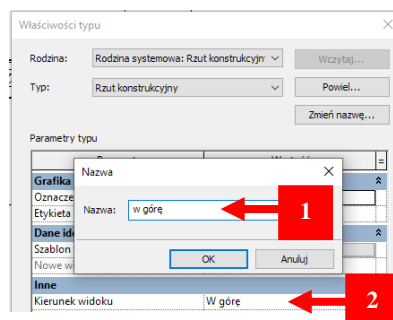 Właściwości typu
Rodzina: Rodzina systemowa: Rzut konstrukcyjn Wczytaj...
Typ: Rzut konstrukcyjny Powiel...
Zmień nazwę...
Parametry typu
=
Grafika
Nazwa
Oznacze
Etykieta
Nazwa: w górę 1
Dane ide
Szablon
Nowe w
OK Anuluj
Inne
Kierunek widoku W górę 2